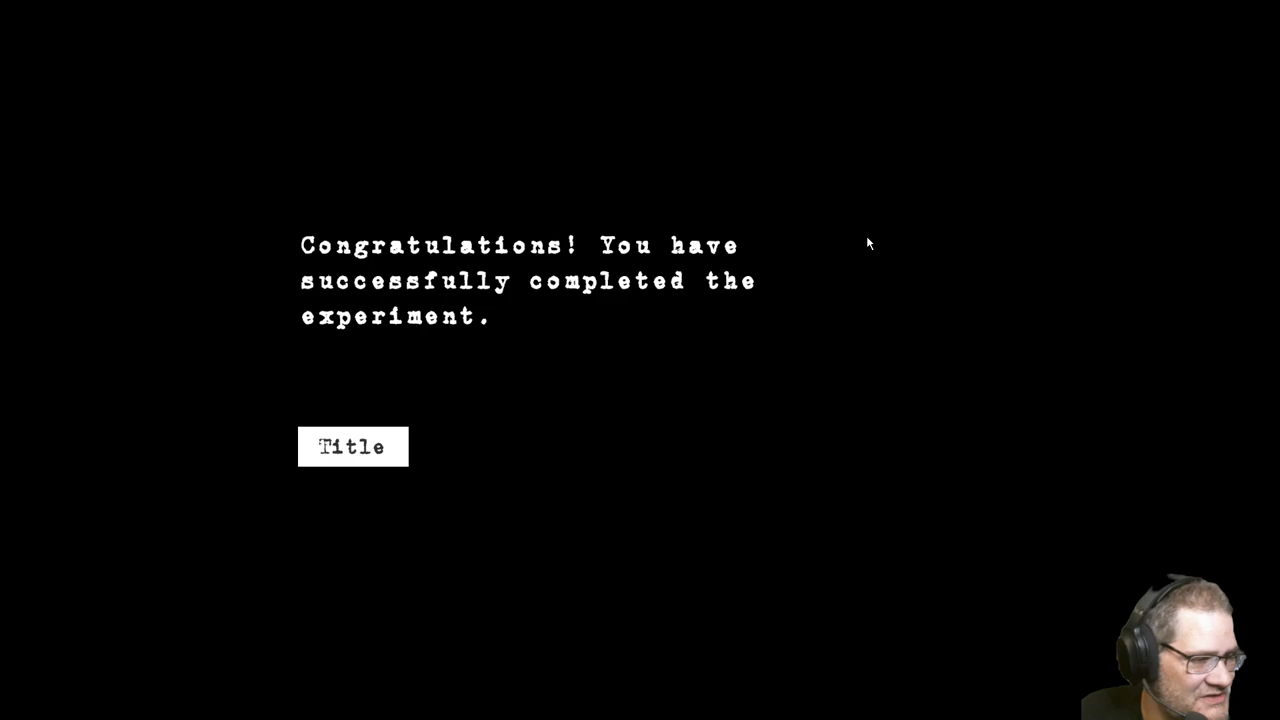 Congratulations! You have
successfully completed the
experiment.
Title